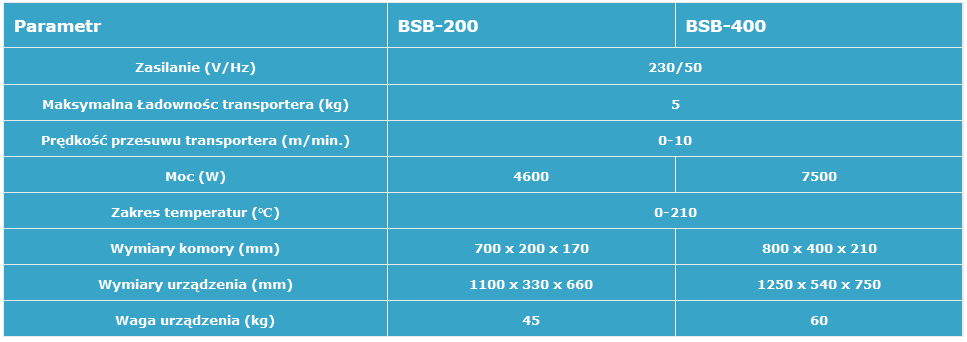 Parametr BSB-200 BSB-400
Zasilanie (V/Hz) 230/50
Maksymalna Ładownośc transportera (kg) 5
Prędkość przesuwu transportera (m/min.) 0-10
Moc (W) 4600 7500
Zakres temperatur (℃) 0-210
Wymiary komory (mm) 700 x 200 x 170 800 x 400 x 210
Wymiary urządzenia (mm) 1100 x 330 x 660 1250 x 540 x 750
Waga urządzenia (kg) 45 60